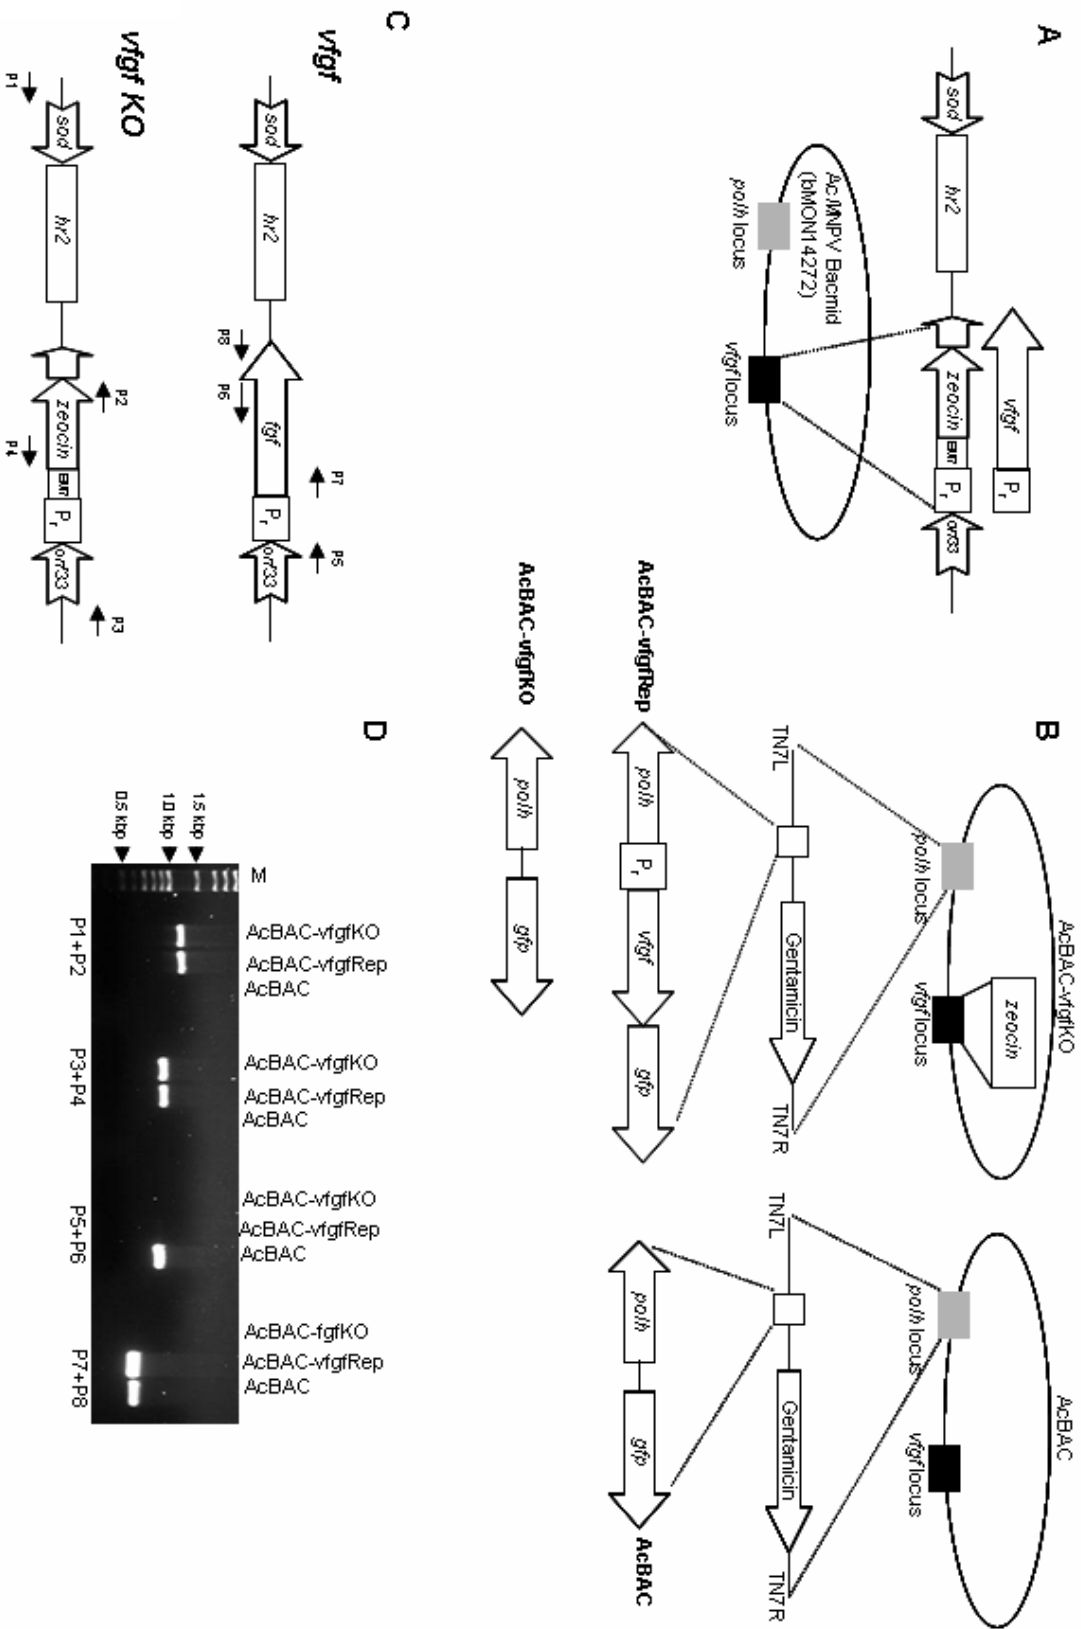 A
sod
hr2
vfgf
Pr
zeocin
EM7
Pr
orf33
AcMNPV Bacmid
(bMON14272)
polh locus
vfgf locus
B
AcBAC-vfgfKO
zeocin
polh locus
vfgf locus
TN7L
Gentamicin
TN7R
AcBAC-vfgfRep
polh
Pr
vfgf
gfp
AcBAC-vfgfKO
polh
gfp
AcBAC
polh locus
vfgf locus
TN7L
Gentamicin
TN7R
polh
gfp
AcBAC
C
vfgf
sod
hr2
fgf
Pr
orf33
P7
P5
P8
P6
vfgf KO
sod
hr2
zeocin
EM7
Pr
orf33
P2
P3
P1
P4
D
M
AcBAC-vfgfKO
AcBAC-vfgfRep
AcBAC
AcBAC-vfgfKO
AcBAC-vfgfRep
AcBAC
AcBAC-vfgfKO
AcBAC-vfgfRep
AcBAC
AcBAC-fgfKO
AcBAC-vfgfRep
AcBAC
1.5 kbp
1.0 kbp
0.5 kbp
P1+P2
P3+P4
P5+P6
P7+P8